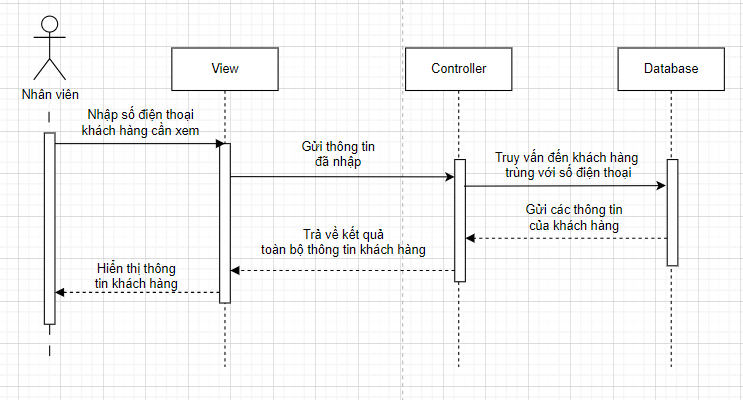 View
Controller
Database
Nhân viên
Nhập số điện thoại
khách hàng cần xem
Gửi thông tin
đã nhập
Truy vấn đến khách hàng
trùng với số điện thoại
Gửi các thông tin
của khách hàng
Trả về kết quả
toàn bộ thông tin khách hàng
Hiển thị thông
tin khách hàng